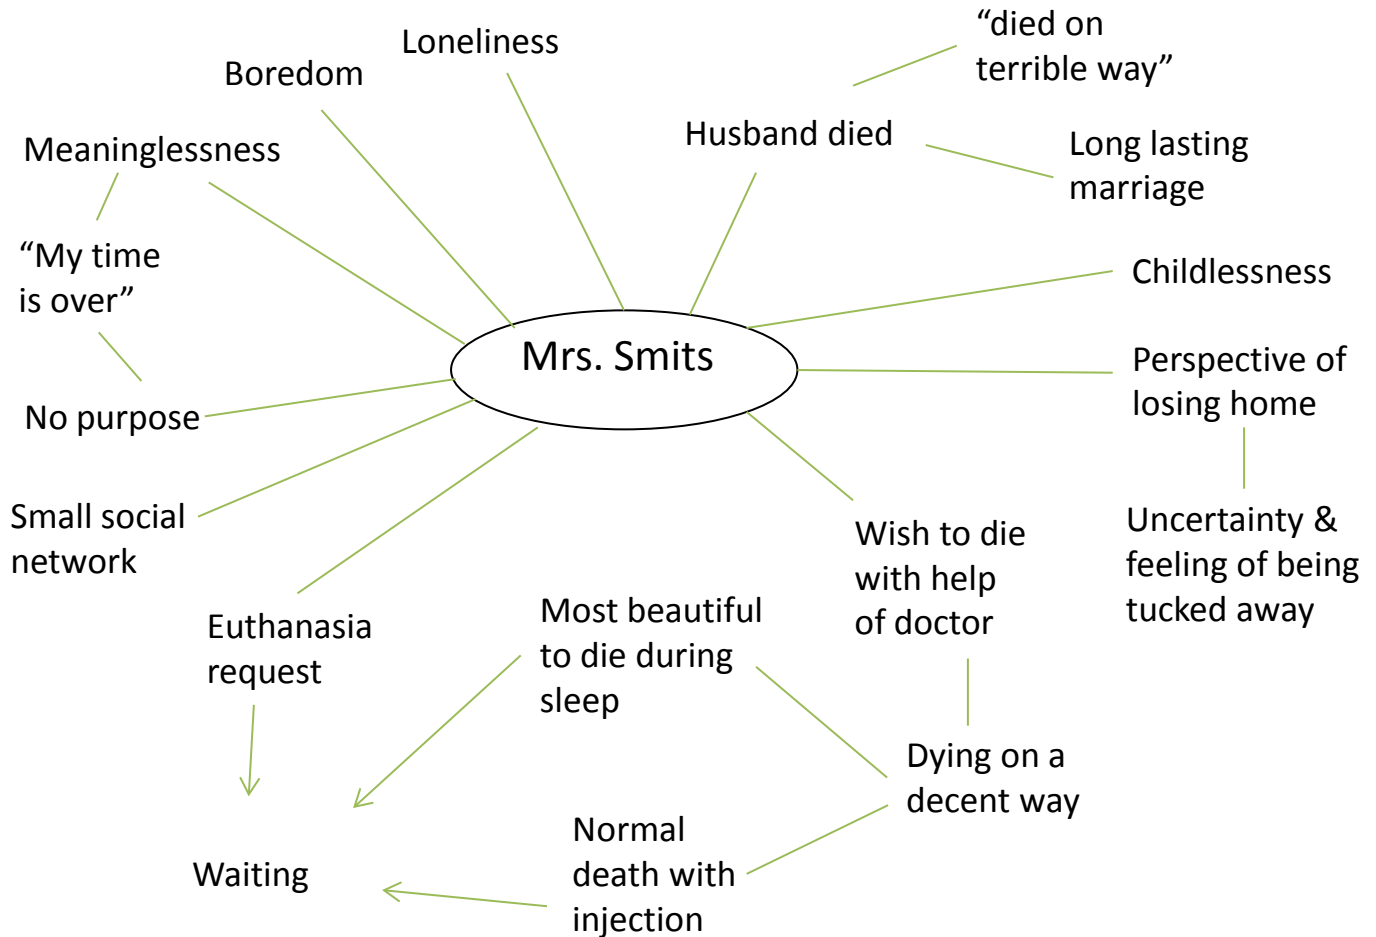 “died on
terrible way”
Loneliness
Boredom
Husband died
Long lasting
marriage
Meaninglessness
“My time
is over”
Childlessness
Mrs. Smits
Perspective of
losing home
No purpose
Small social
network
Wish to die
with help
of doctor
Uncertainty &
feeling of being
tucked away
Euthanasia
request
Most beautiful
to die during
sleep
Dying on a
decent way
Waiting
Normal
death with
injection